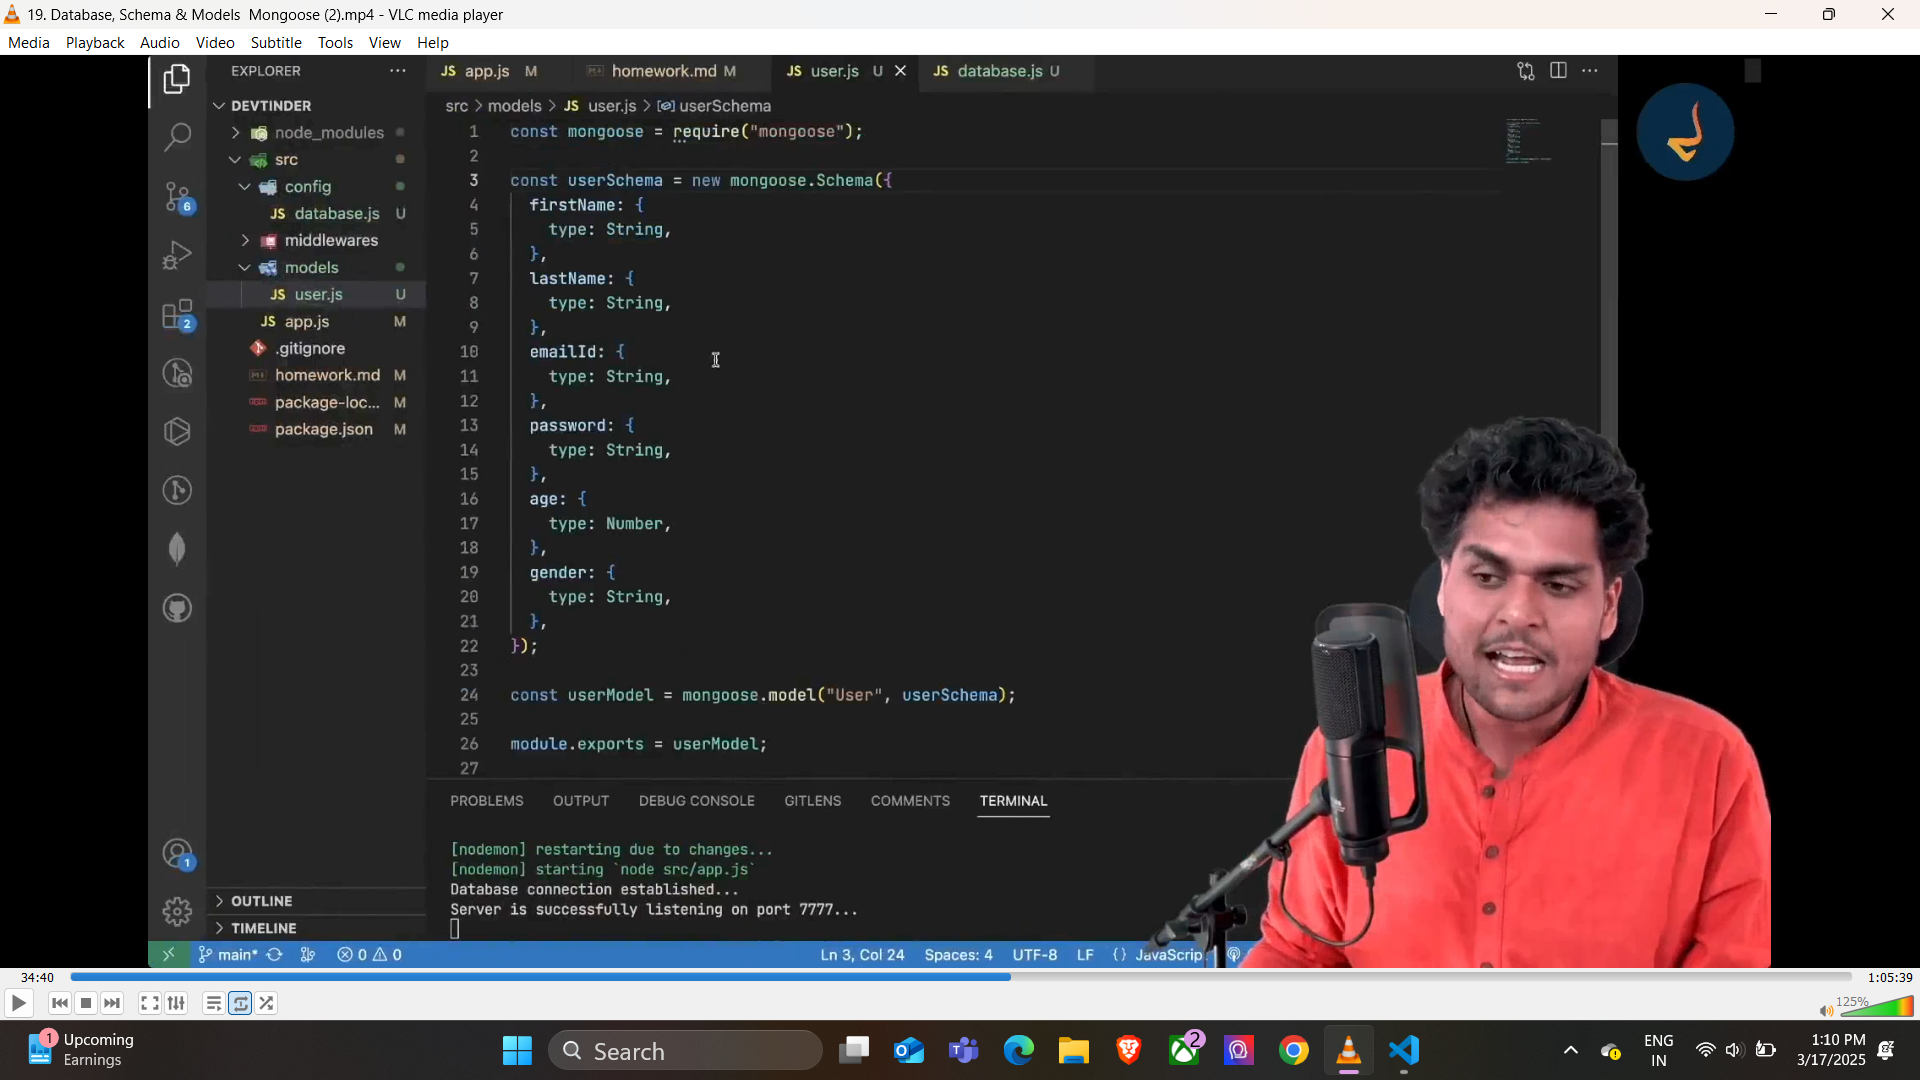 19. Database, Schema & Models  Mongoose (2).mp4 - VLC media player
Media Playback Audio Video Subtitle Tools View Help
EXPLORER
JS app.js M
homework.md M
JS user.js U
JS database.js U
src > models > JS user.js > userSchema
DEVTINDER
node_modules
src
config
JS database.js U
middlewares
models
JS user.js U
JS app.js M
.gitignore
homework.md M
package-loc... M
package.json M
6
2
1
1 const mongoose = require("mongoose");
2
3 const userSchema = new mongoose.Schema({
4 firstName: {
5 type: String,
6 },
7 lastName: {
8 type: String,
9 },
10 emailId: {
11 type: String,
12 },
13 password: {
14 type: String,
15 },
16 age: {
17 type: Number,
18 },
19 gender: {
20 type: String,
21 },
22 });
23
24 const userModel = mongoose.model("User", userSchema);
25
26 module.exports = userModel;
27
PROBLEMS OUTPUT DEBUG CONSOLE GITLENS COMMENTS TERMINAL
[nodemon] restarting due to changes...
[nodemon] starting `node src/app.js`
Database connection established...
Server is successfully listening on port 7777...
OUTLINE
TIMELINE
main* 0 0 Ln 3, Col 24 Spaces: 4 UTF-8 LF {} JavaScrip
34:40 1:05:39
125%
1 Upcoming
Earnings
Search
2
ENG
IN
1:10 PM
3/17/2025